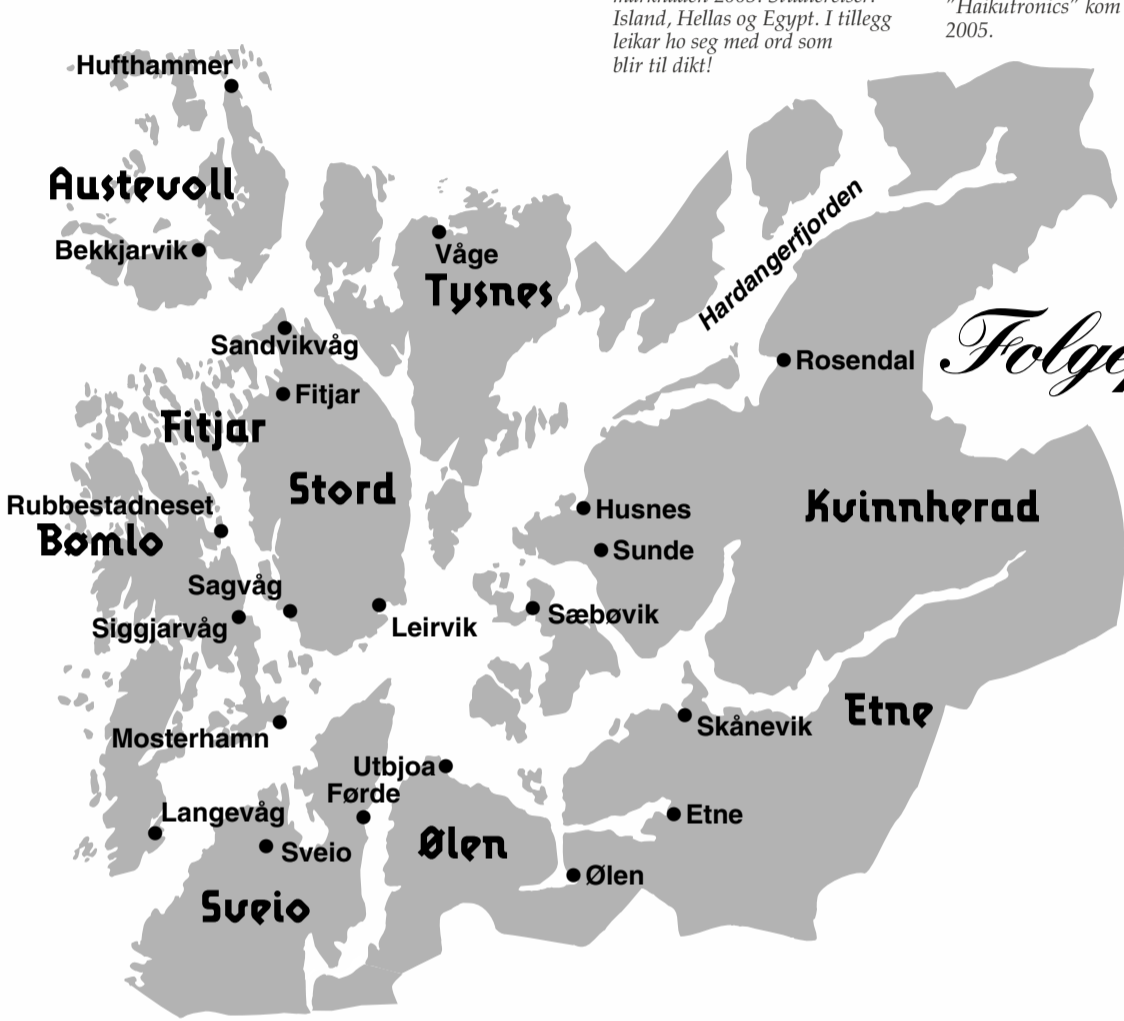 Island, Hellas og Egypt. I tillegg
leikar ho seg med ord som
blir til dikt!
"Haikutronics" kom
2005.
Hufthammer
Austevoll
Bekkjarvik
Våge
Tysnes
Hardangerfjorden
Sandvikvåg
Rosendal
Fitjar
Fitjar
Stord
Rubbestadneset
Bømlo
Husnes
Kvinnherad
Sunde
Sagvåg
Siggjarvåg
Leirvik
Sæbøvik
Mosterhamn
Skånevik
Etne
Utbjoa
Førde
Langevåg
Sveio
Ølen
Etne
Ølen
Sveio